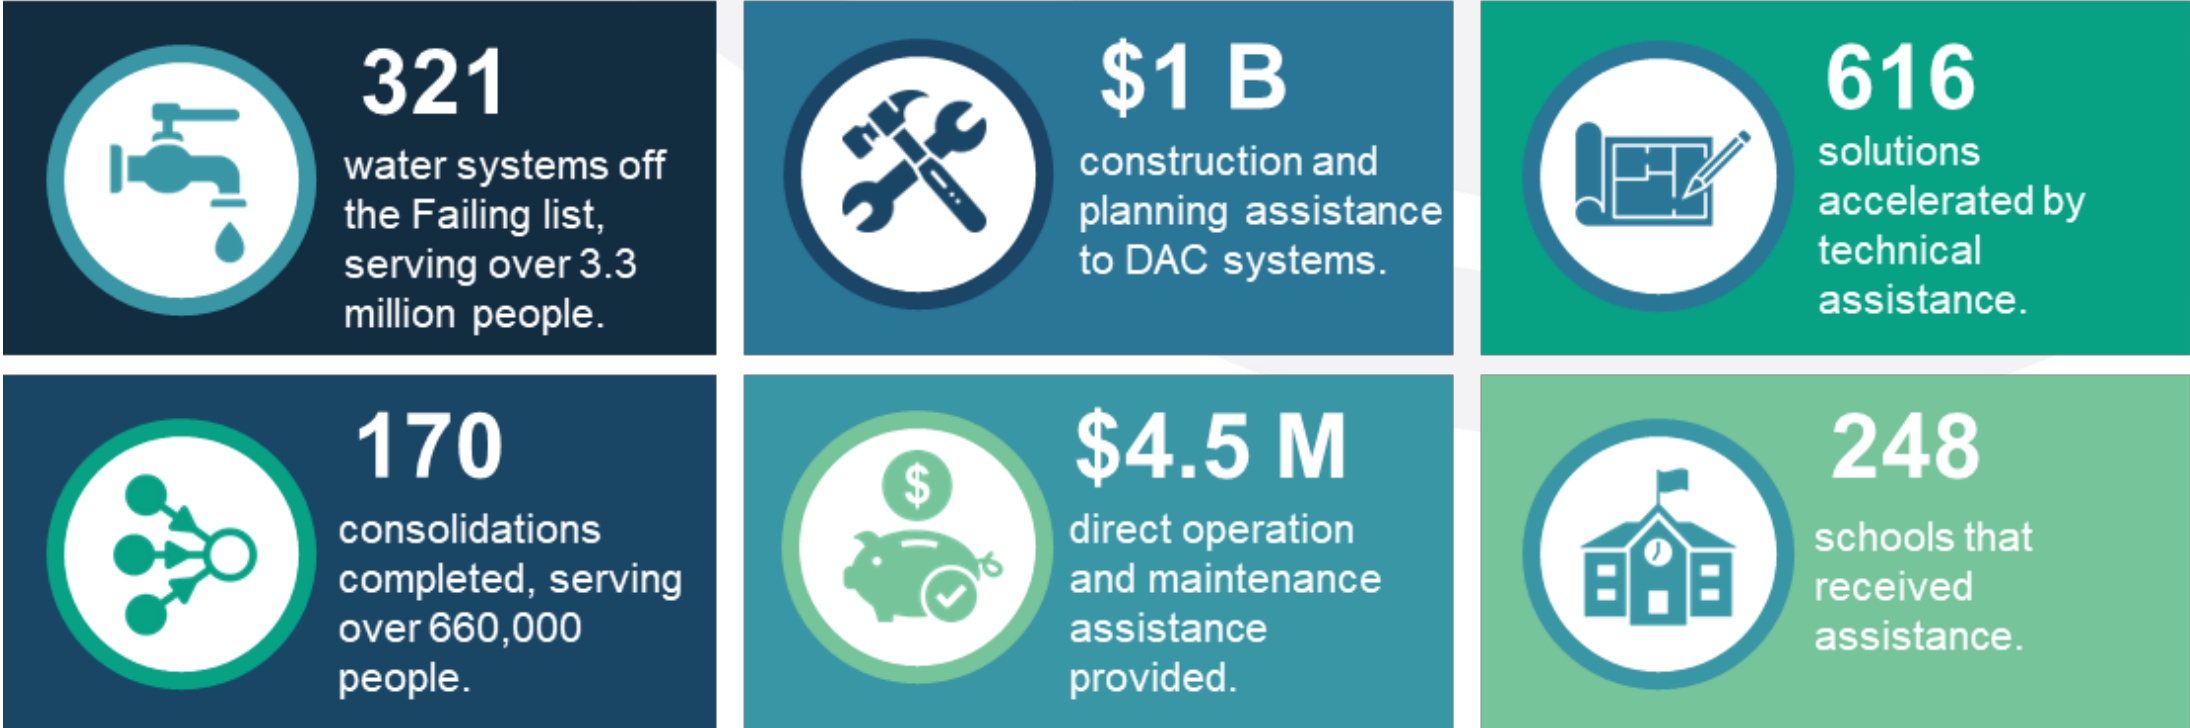 321
water systems off
the Failing list,
serving over 3.3
million people.
$1 B
construction and
planning assistance
to DAC systems.
616
solutions
accelerated by
technical
assistance.
170
consolidations
completed, serving
over 660,000
people.
$
$4.5 M
direct operation
and maintenance
assistance
provided.
248
schools that
received
assistance.